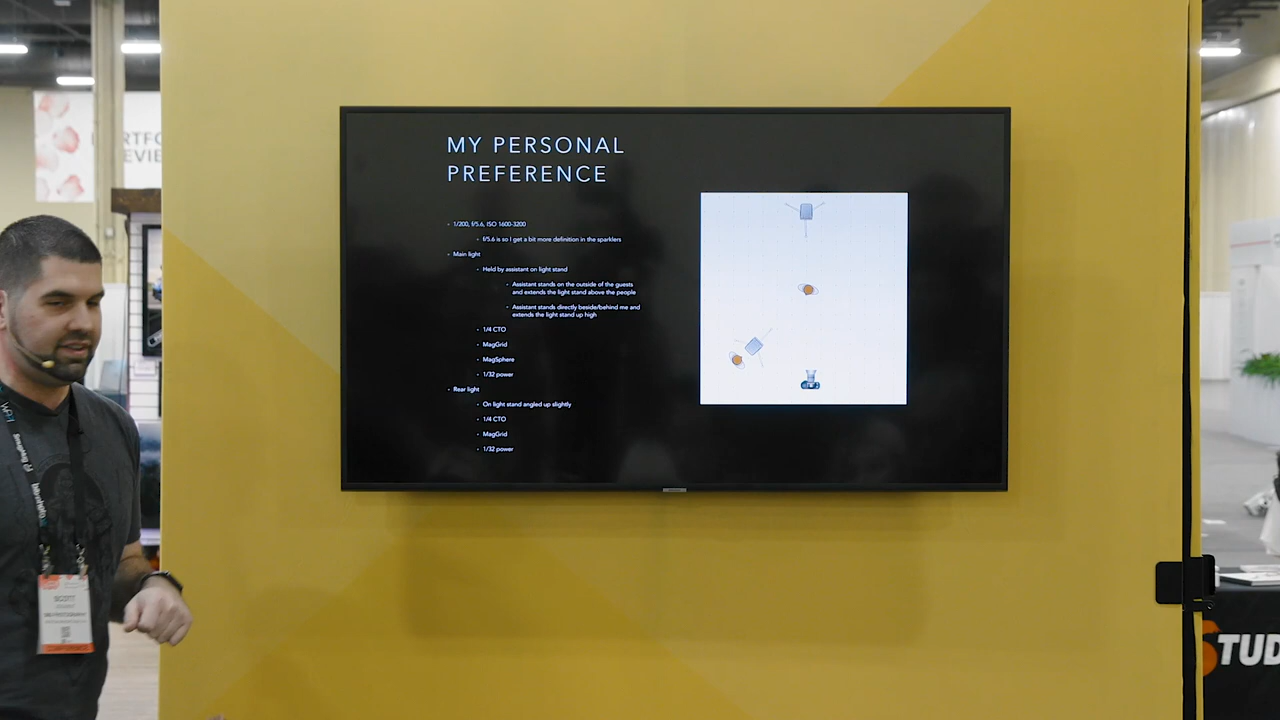 MY PERSONAL
PREFERENCE
1/200, f/5.6, ISO 1600-3200
f/5.6 is so I get a bit more definition in the sparklers
Main light
Held by assistant on light stand
Assistant stands on the outside of the guests
and extends the light stand above the people
Assistant stands directly beside/behind me and
extends the light stand up high
1/4 CTO
MagGrid
MagSphere
1/32 power
Rear light
On light stand angled up slightly
1/4 CTO
MagGrid
1/32 power
SCOTT
TUD